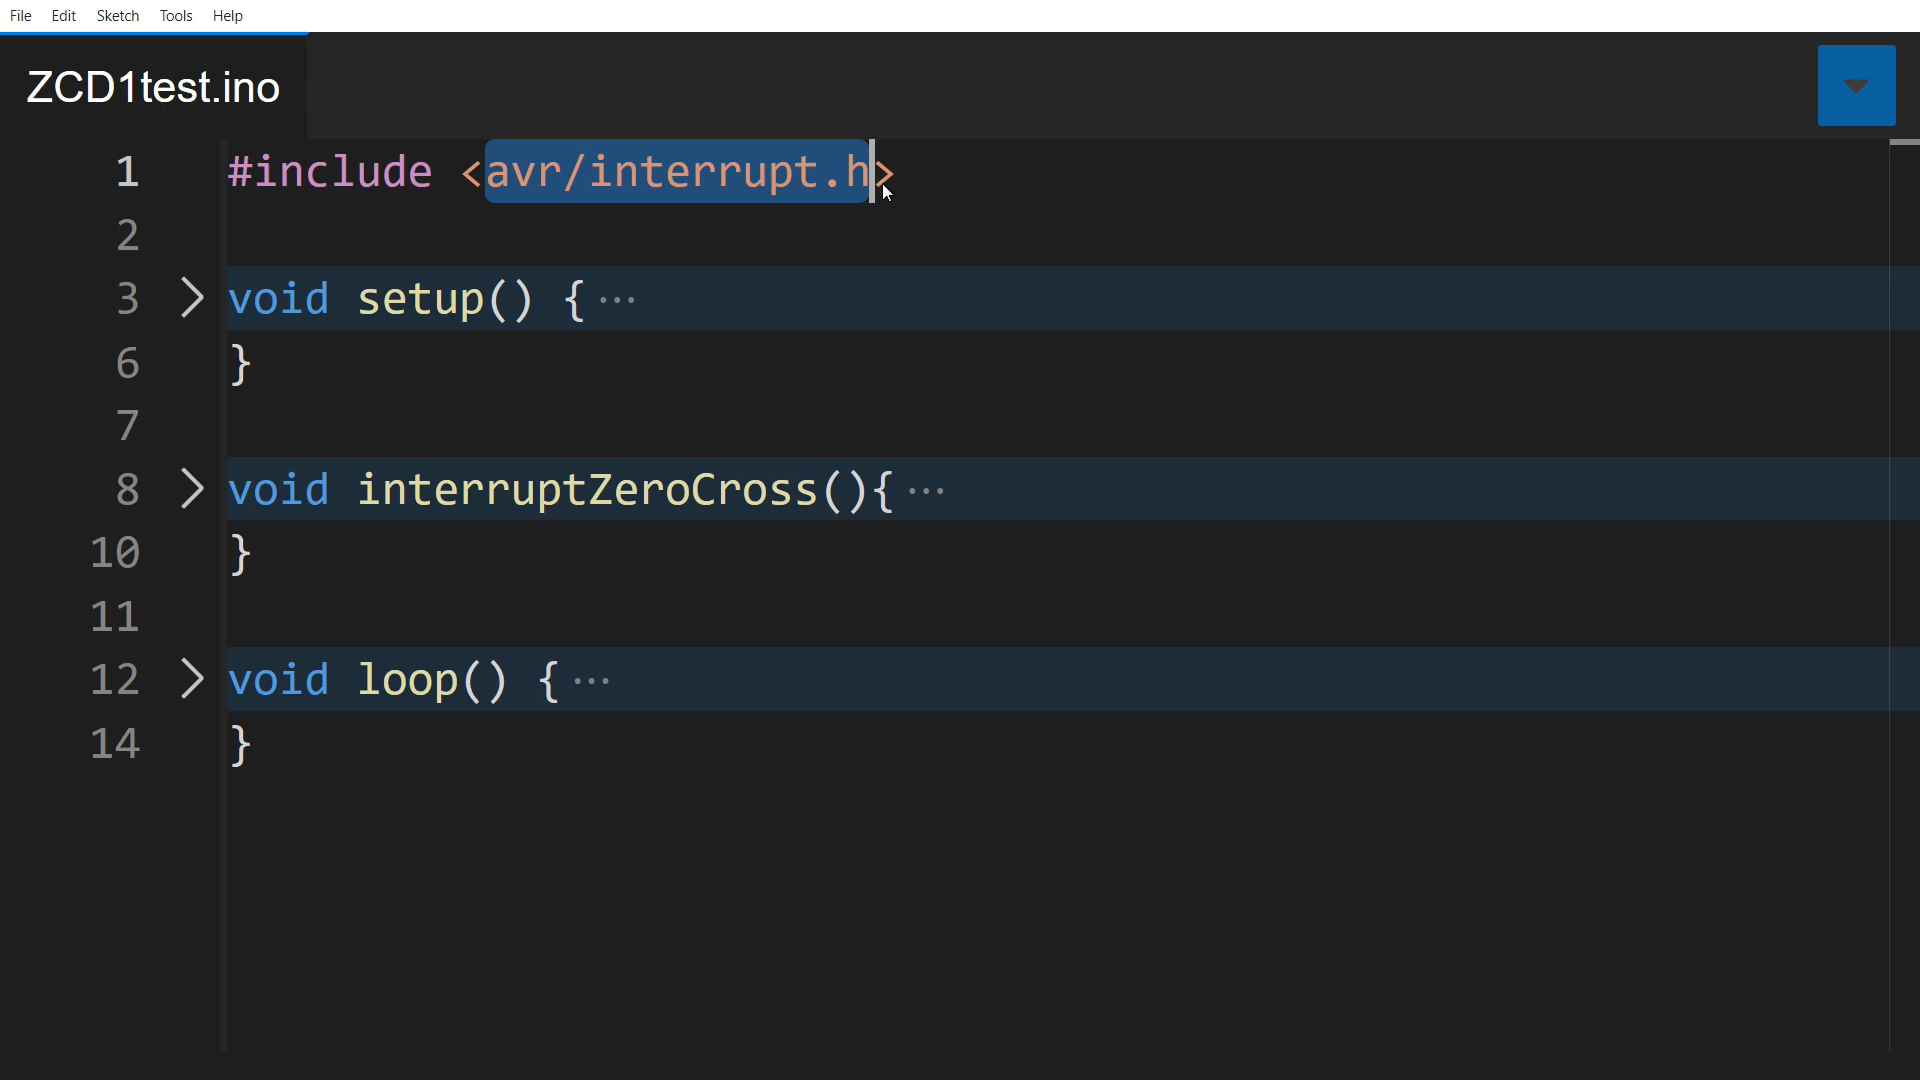 File Edit Sketch Tools Help
ZCD1test.ino
1 #include <avr/interrupt.h>
2
3 void setup() { ···
6 }
7
8 void interruptZeroCross(){ ···
10 }
11
12 void loop() { ···
14 }